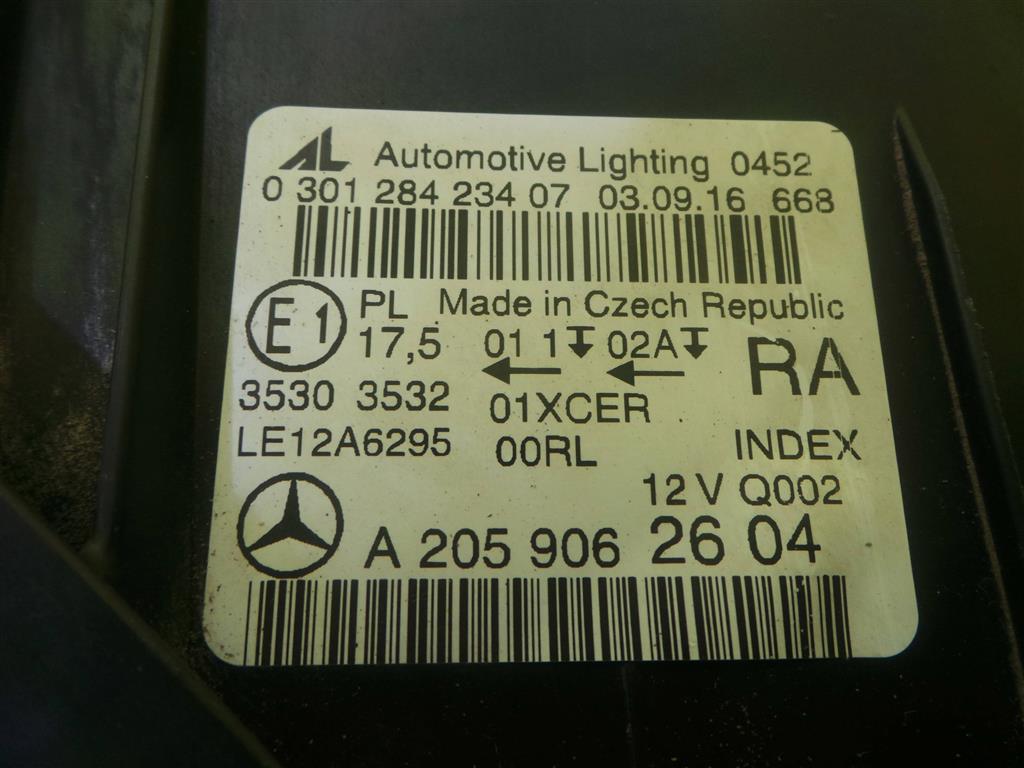 AL Automotive Lighting 0452
0 301 284 234 07 03.09.16 668
E1 PL Made in Czech Republic
17,5 01 1 02A RA
3530 3532 01XCER
LE12A6295 00RL INDEX
12 V Q002
A 205 906 26 04